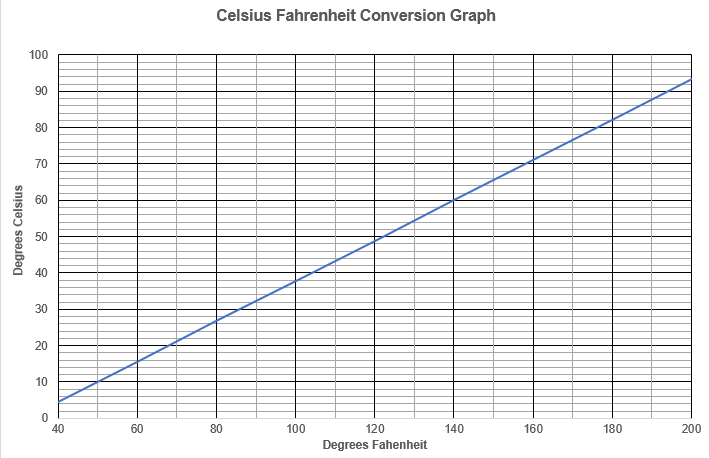 Celsius Fahrenheit Conversion Graph
100
90
80
70
60
50
40
30
20
10
0
Degrees Celsius
40 60 80 100 120 140 160 180 200
Degrees Fahenheit